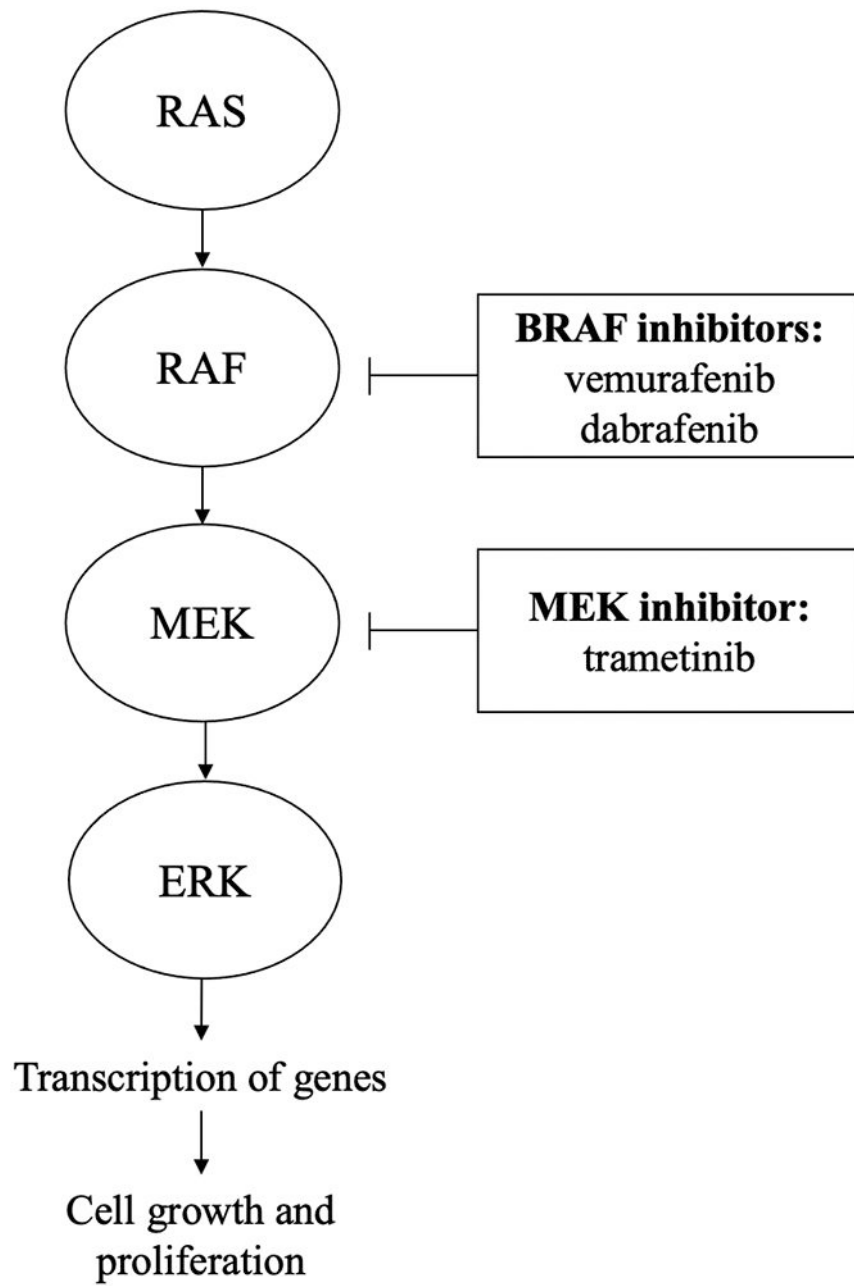 RAS
RAF
BRAF inhibitors:
vemurafenib
dabrafenib
MEK
MEK inhibitor:
trametinib
ERK
Transcription of genes
Cell growth and
proliferation